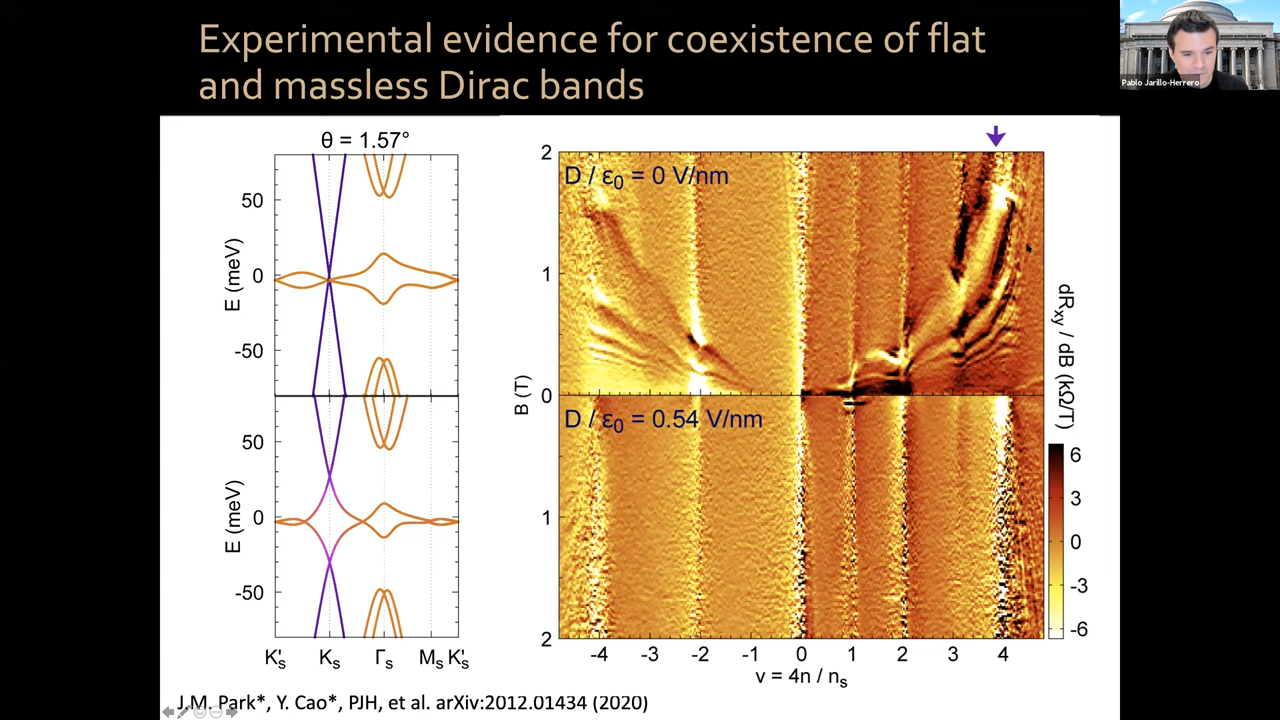 Experimental evidence for coexistence of flat
and massless Dirac bands
Pablo Jarillo-Herrero
θ = 1.57°
50
0
-50
E (meV)
50
0
-50
E (meV)
K's Ks Γs Ms K's
2
1
0
1
2
B (T)
D / ε0 = 0 V/nm
D / ε0 = 0.54 V/nm
-4 -3 -2 -1 0 1 2 3 4
ν = 4n / ns
dRxy / dB (kΩ/T)
6
3
0
-3
-6
J.M. Park*, Y. Cao*, PJH, et al. arXiv:2012.01434 (2020)